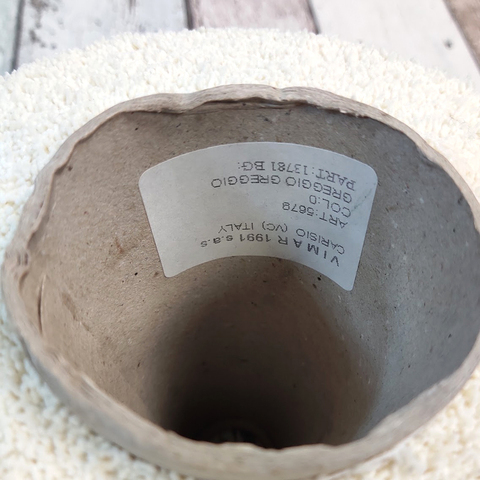 VIMAR 1991 s.a.s
CARISIO (VC) ITALY
ART:5679
COL:0
GREGGIO GREGGIO
PART:13781 BG: